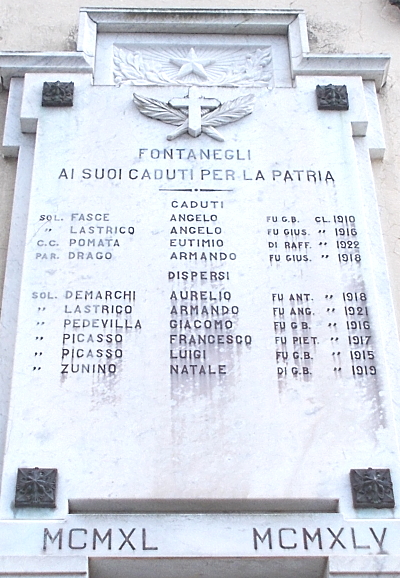 FONTANEGLI
AI SUOI CADUTI PER LA PATRIA
CADUTI
SOL. FASCE ANGELO FU G.B. CL. 1910
" LASTRICO ANGELO FU GIUS. " 1916
C.C. POMATA EUTIMIO DI RAFF. " 1922
PAR. DRAGO ARMANDO FU GIUS. " 1918
DISPERSI
SOL. DEMARCHI AURELIO FU ANT. " 1918
" LASTRICO ARMANDO FU ANG. " 1921
" PEDEVILLA GIACOMO FU G.B. " 1916
" PICASSO FRANCESCO FU PIET. " 1917
" PICASSO LUIGI FU G.B. " 1915
" ZUNINO NATALE DI G.B. " 1919
MCMXL MCMXLV